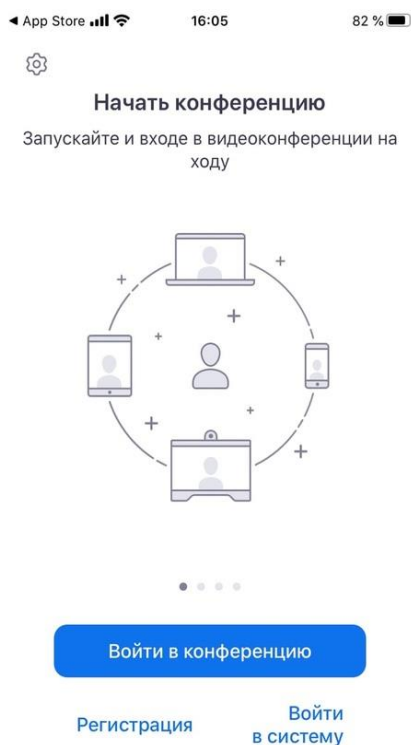 App Store 16:05 82 %
Начать конференцию
Запускайте и входе в видеоконференции на
ходу
Войти в конференцию
Регистрация
Войти
в систему